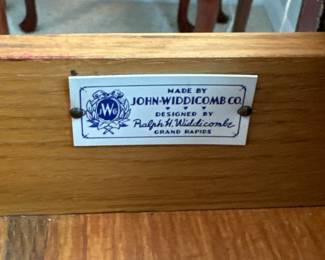 MADE BY
JOHN·WIDDICOMB CO.
DESIGNED BY
Ralph H. Widdicomb
GRAND RAPIDS